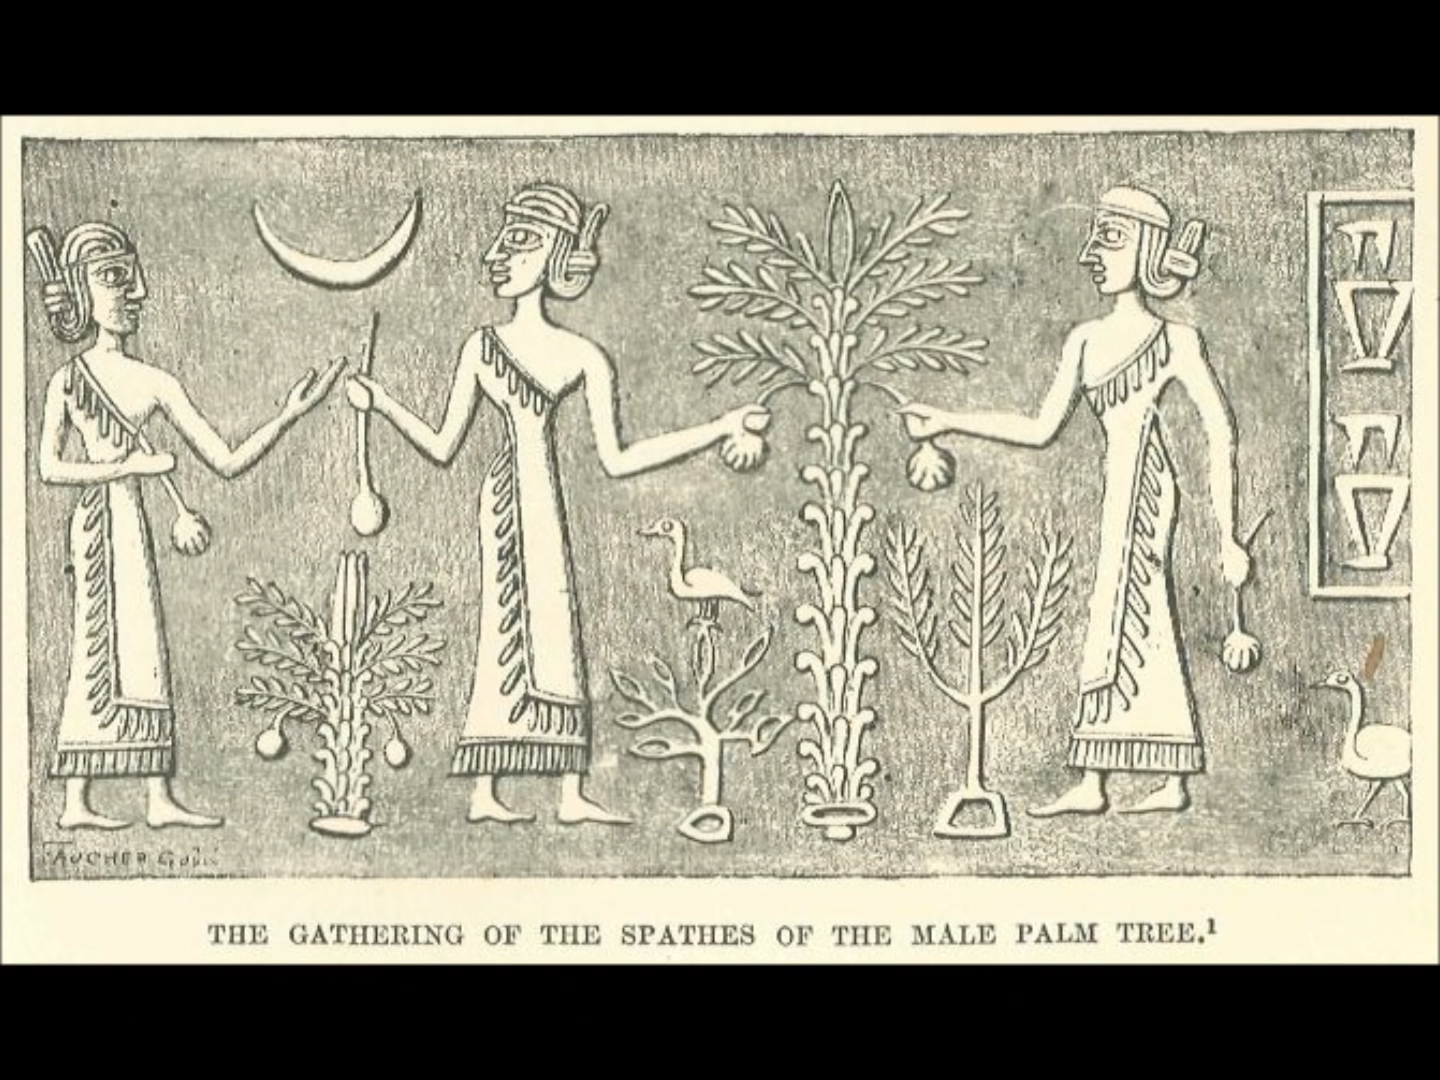 THE GATHERING OF THE SPATHES OF THE MALE PALM TREE.¹